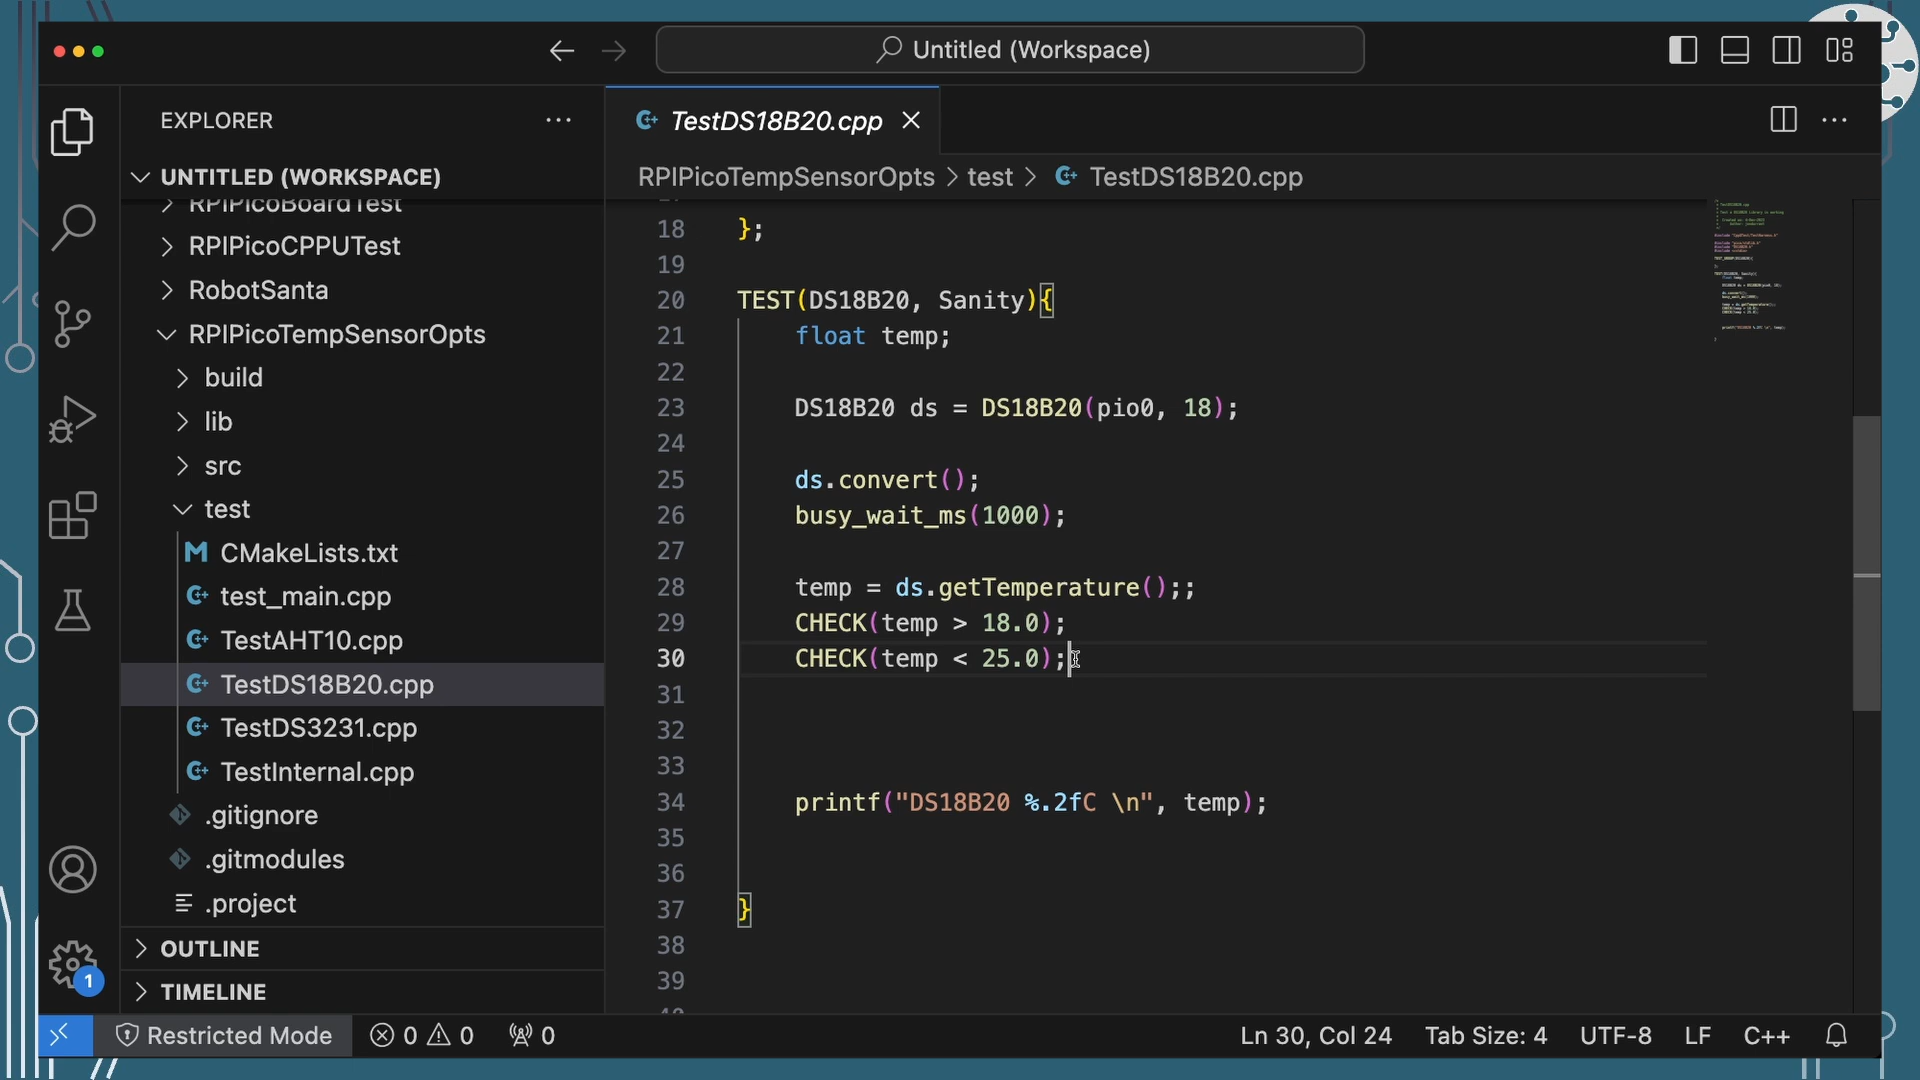 Untitled (Workspace)
EXPLORER
UNTITLED (WORKSPACE)
RPIPicoBoardTest
RPIPicoCPPUTest
RobotSanta
RPIPicoTempSensorOpts
build
lib
src
test
CMakeLists.txt
test_main.cpp
TestAHT10.cpp
TestDS18B20.cpp
TestDS3231.cpp
TestInternal.cpp
.gitignore
.gitmodules
.project
OUTLINE
TIMELINE
1
TestDS18B20.cpp
RPIPicoTempSensorOpts > test > TestDS18B20.cpp
18 };
19
20 TEST(DS18B20, Sanity){
21 float temp;
22
23 DS18B20 ds = DS18B20(pio0, 18);
24
25 ds.convert();
26 busy_wait_ms(1000);
27
28 temp = ds.getTemperature();;
29 CHECK(temp > 18.0);
30 CHECK(temp < 25.0);
31
32
33
34 printf("DS18B20 %.2fC \n", temp);
35
36
37 }
38
39
Restricted Mode
0 0 0
Ln 30, Col 24
Tab Size: 4
UTF-8
LF
C++